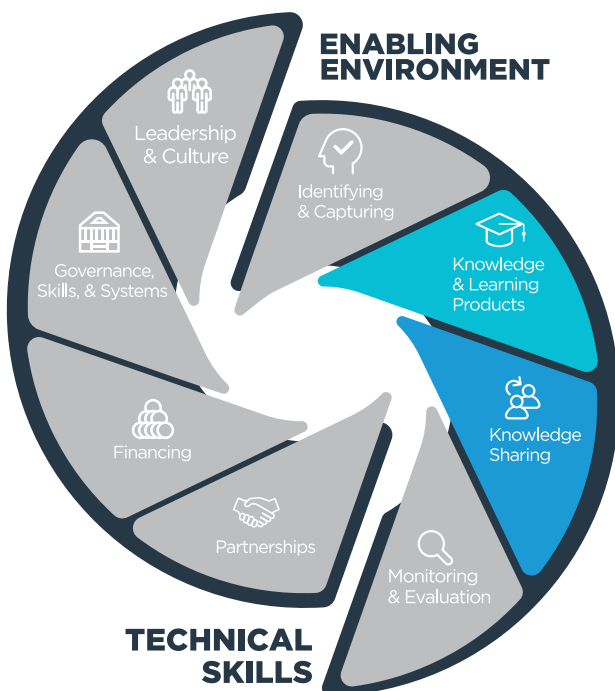 ENABLING
ENVIRONMENT
Leadership
& Culture
Identifying
& Capturing
Knowledge
& Learning
Products
Governance,
Skills, & Systems
Knowledge
Sharing
Financing
Partnerships
Monitoring
& Evaluation
TECHNICAL
SKILLS